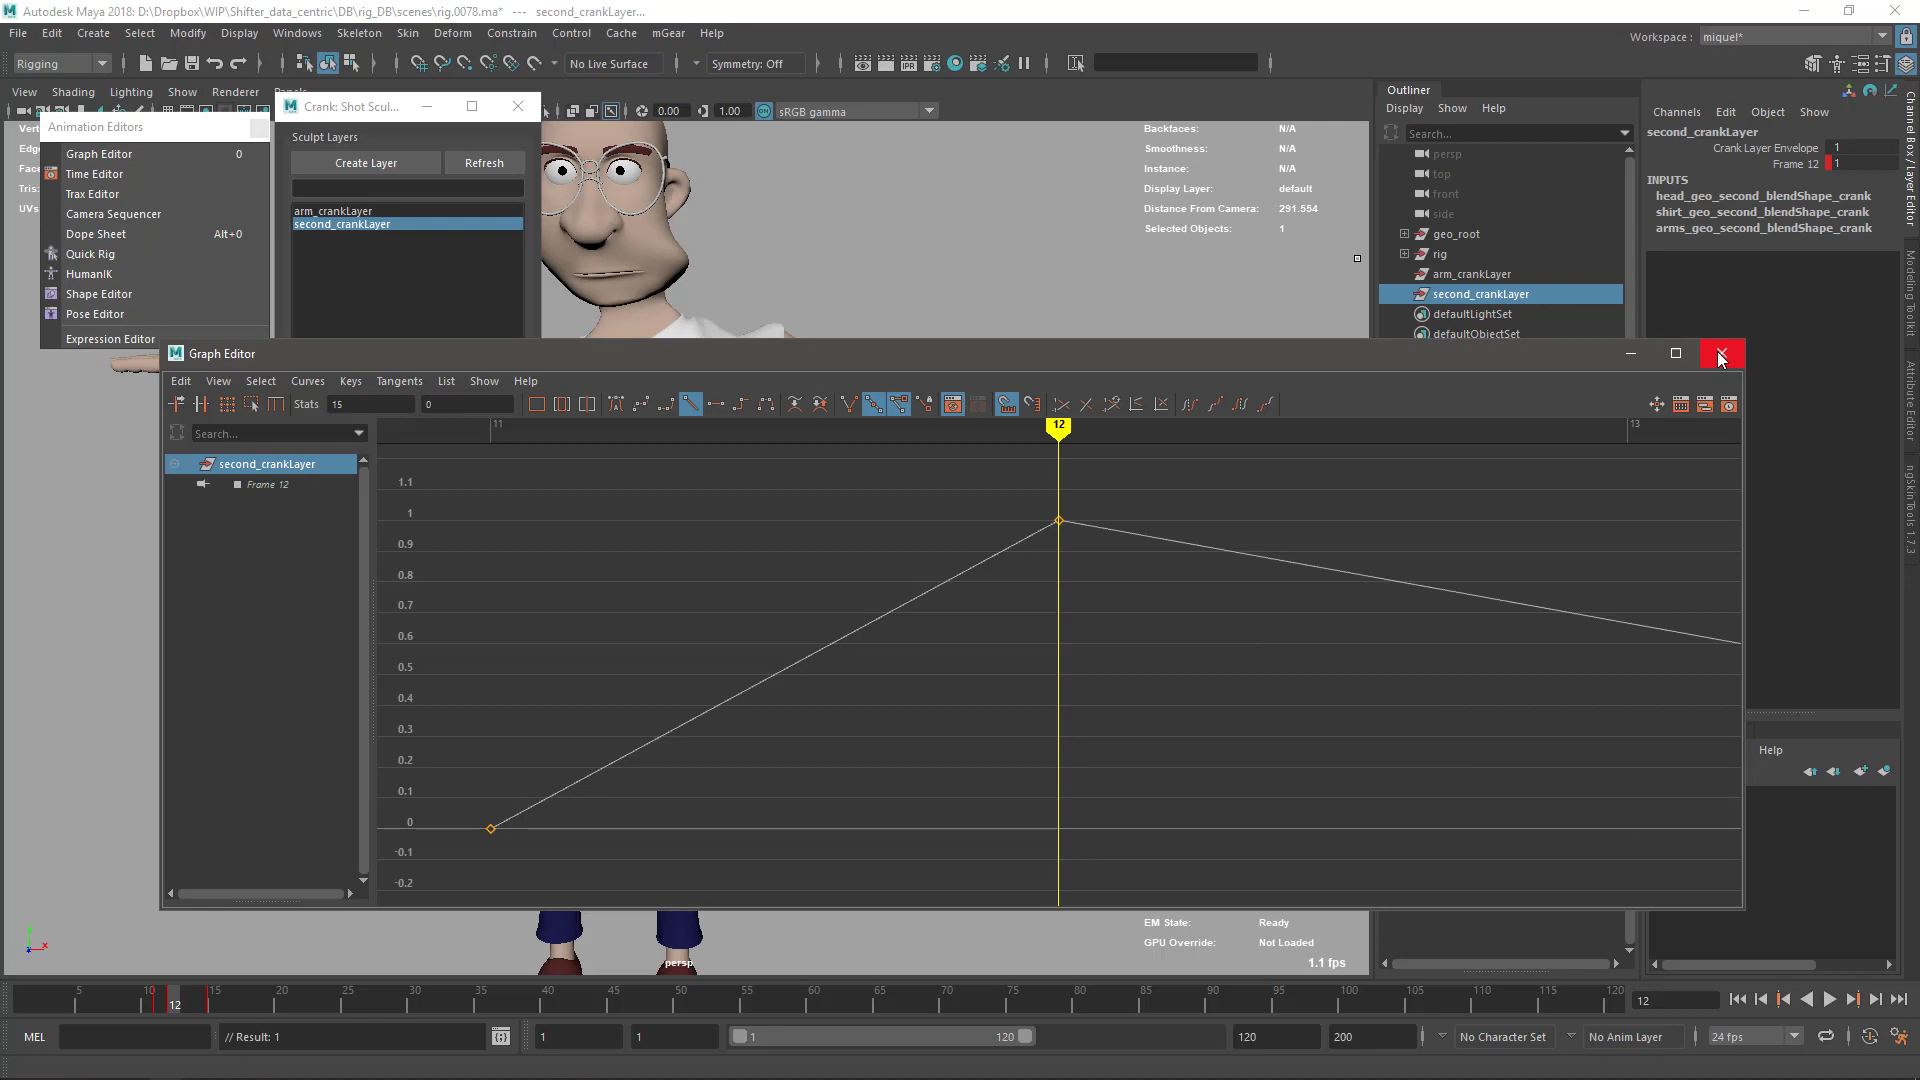 Autodesk Maya 2018: D:\Dropbox\WIP\Shifter_data_centric\DB\rig_DB\scenes\rig.0078.ma* --- second_crankLayer...
File Edit Create Select Modify Display Windows Skeleton Skin Deform Constrain Control Cache mGear Help
Workspace : miquel*
Rigging No Live Surface Symmetry: Off
View Shading Lighting Show Renderer
Crank: Shot Scul...
0.00 1.00 sRGB gamma
Animation Editors
Graph Editor 0
Time Editor
Trax Editor
Camera Sequencer
Dope Sheet Alt+0
Quick Rig
HumanIK
Shape Editor
Pose Editor
Expression Editor
Sculpt Layers
Create Layer Refresh
arm_crankLayer
second_crankLayer
Backfaces: N/A
Smoothness: N/A
Instance: N/A
Display Layer: default
Distance From Camera: 291.554
Selected Objects: 1
Outliner
Display Show Help
Search...
persp
top
front
side
geo_root
rig
arm_crankLayer
second_crankLayer
defaultLightSet
defaultObjectSet
Channels Edit Object Show
second_crankLayer
Crank Layer Envelope 1
Frame 12 1
INPUTS
head_geo_second_blendShape_crank
shirt_geo_second_blendShape_crank
arms_geo_second_blendShape_crank
Channel Box / Layer Editor
Modeling Toolkit
Attribute Editor
ngSkinTools 1.7.3
Graph Editor
Edit View Select Curves Keys Tangents List Show Help
Stats 15 0
Search...
second_crankLayer
Frame 12
11 12 13
1.1
1
0.9
0.8
0.7
0.6
0.5
0.4
0.3
0.2
0.1
0
-0.1
-0.2
Help
EM State: Ready
GPU Override: Not Loaded
persp
1.1 fps
5 10 12 15 20 25 30 35 40 45 50 55 60 65 70 75 80 85 90 95 100 105 110 115 120
12
MEL // Result: 1 1 1 1 120 120 200 No Character Set No Anim Layer 24 fps